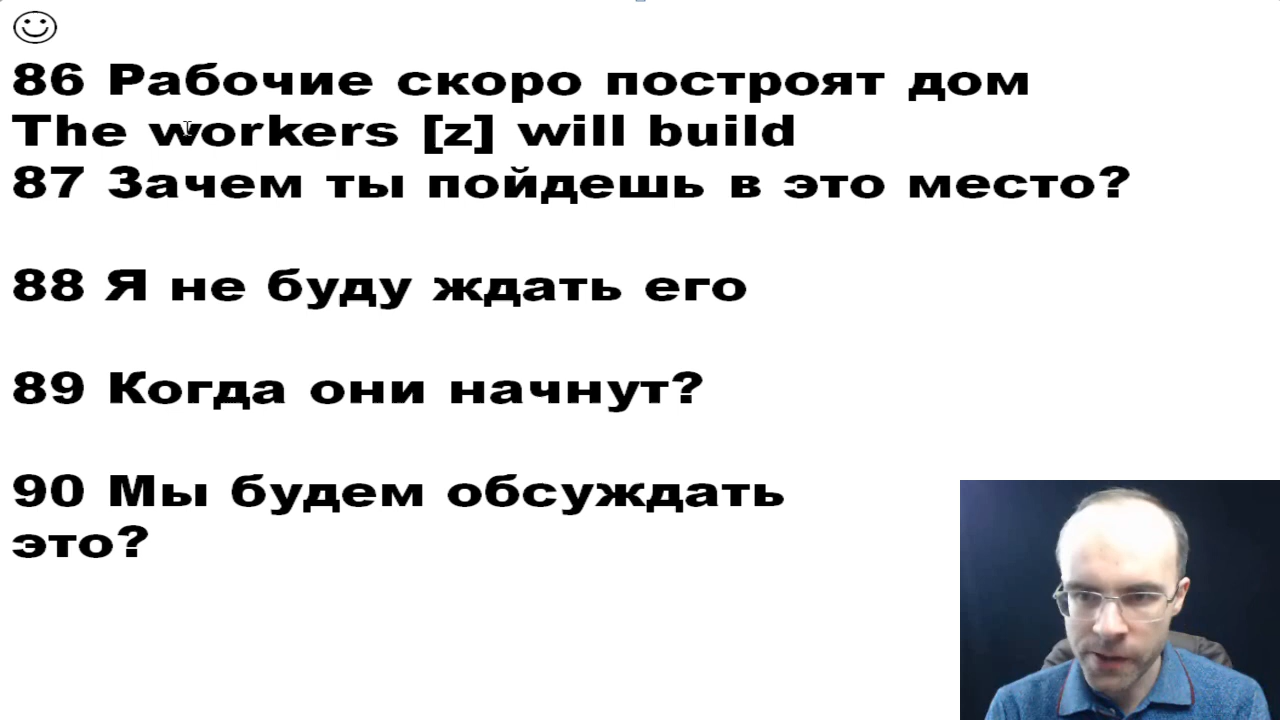 86 Рабочие скоро построят дом
The workers [z] will build
87 Зачем ты пойдешь в это место?
88 Я не буду ждать его
89 Когда они начнут?
90 Мы будем обсуждать
это?